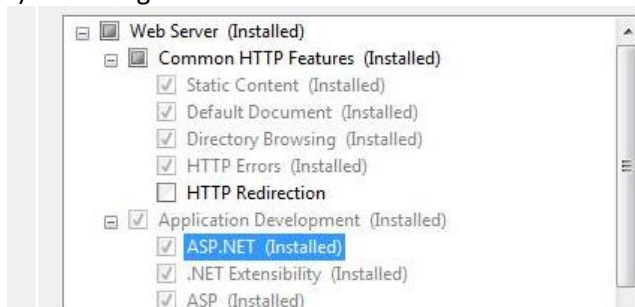 Web Server (Installed)
Common HTTP Features (Installed)
Static Content (Installed)
Default Document (Installed)
Directory Browsing (Installed)
HTTP Errors (Installed)
HTTP Redirection
Application Development (Installed)
ASP.NET (Installed)
.NET Extensibility (Installed)
ASP (Installed)